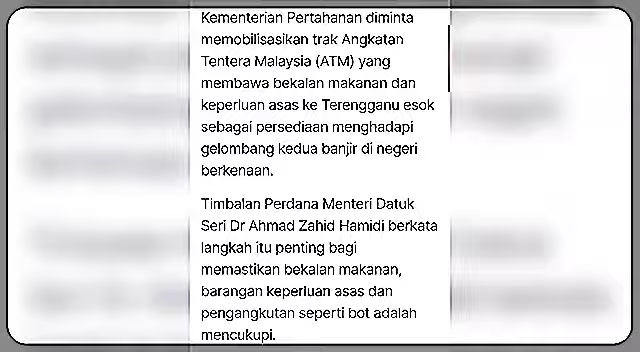 Kementerian Pertahanan diminta
memobilisasikan trak Angkatan
Tentera Malaysia (ATM) yang
membawa bekalan makanan dan
keperluan asas ke Terengganu esok
sebagai persediaan menghadapi
gelombang kedua banjir di negeri
berkenaan.
Timbalan Perdana Menteri Datuk
Seri Dr Ahmad Zahid Hamidi berkata
langkah itu penting bagi
memastikan bekalan makanan,
barangan keperluan asas dan
pengangkutan seperti bot adalah
mencukupi.